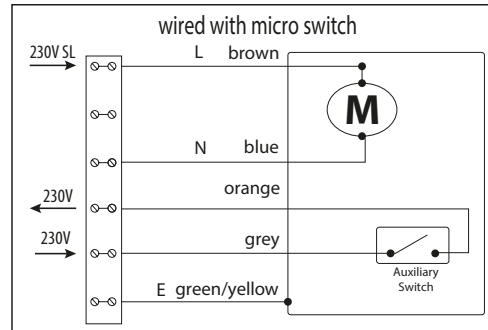 wired with micro switch
230V SL
L brown
M
N blue
orange
230V
grey
230V
Auxiliary
Switch
E green/yellow